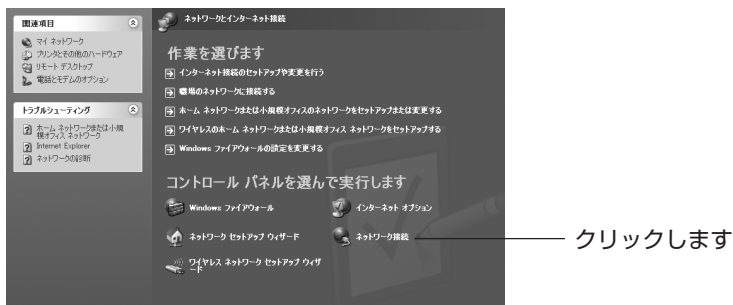 関連項目
マイ ネットワーク
プリンタとその他のハードウェア
リモート デスクトップ
電話とモデムのオプション
トラブルシューティング
ホーム ネットワークまたは小規
模オフィス ネットワーク
Internet Explorer
ネットワークの診断
ネットワークとインターネット接続
作業を選びます
インターネット接続のセットアップや変更を行う
職場のネットワークに接続する
ホーム ネットワークまたは小規模オフィスのネットワークをセットアップまたは変更する
ワイヤレスのホーム ネットワークまたは小規模オフィス ネットワークをセットアップする
Windows ファイアウォールの設定を変更する
コントロール パネルを選んで実行します
Windows ファイアウォール
インターネット オプション
ネットワーク セットアップ ウィザード
ネットワーク接続
クリックします
ワイヤレス ネットワーク セットアップ ウィザ
ード